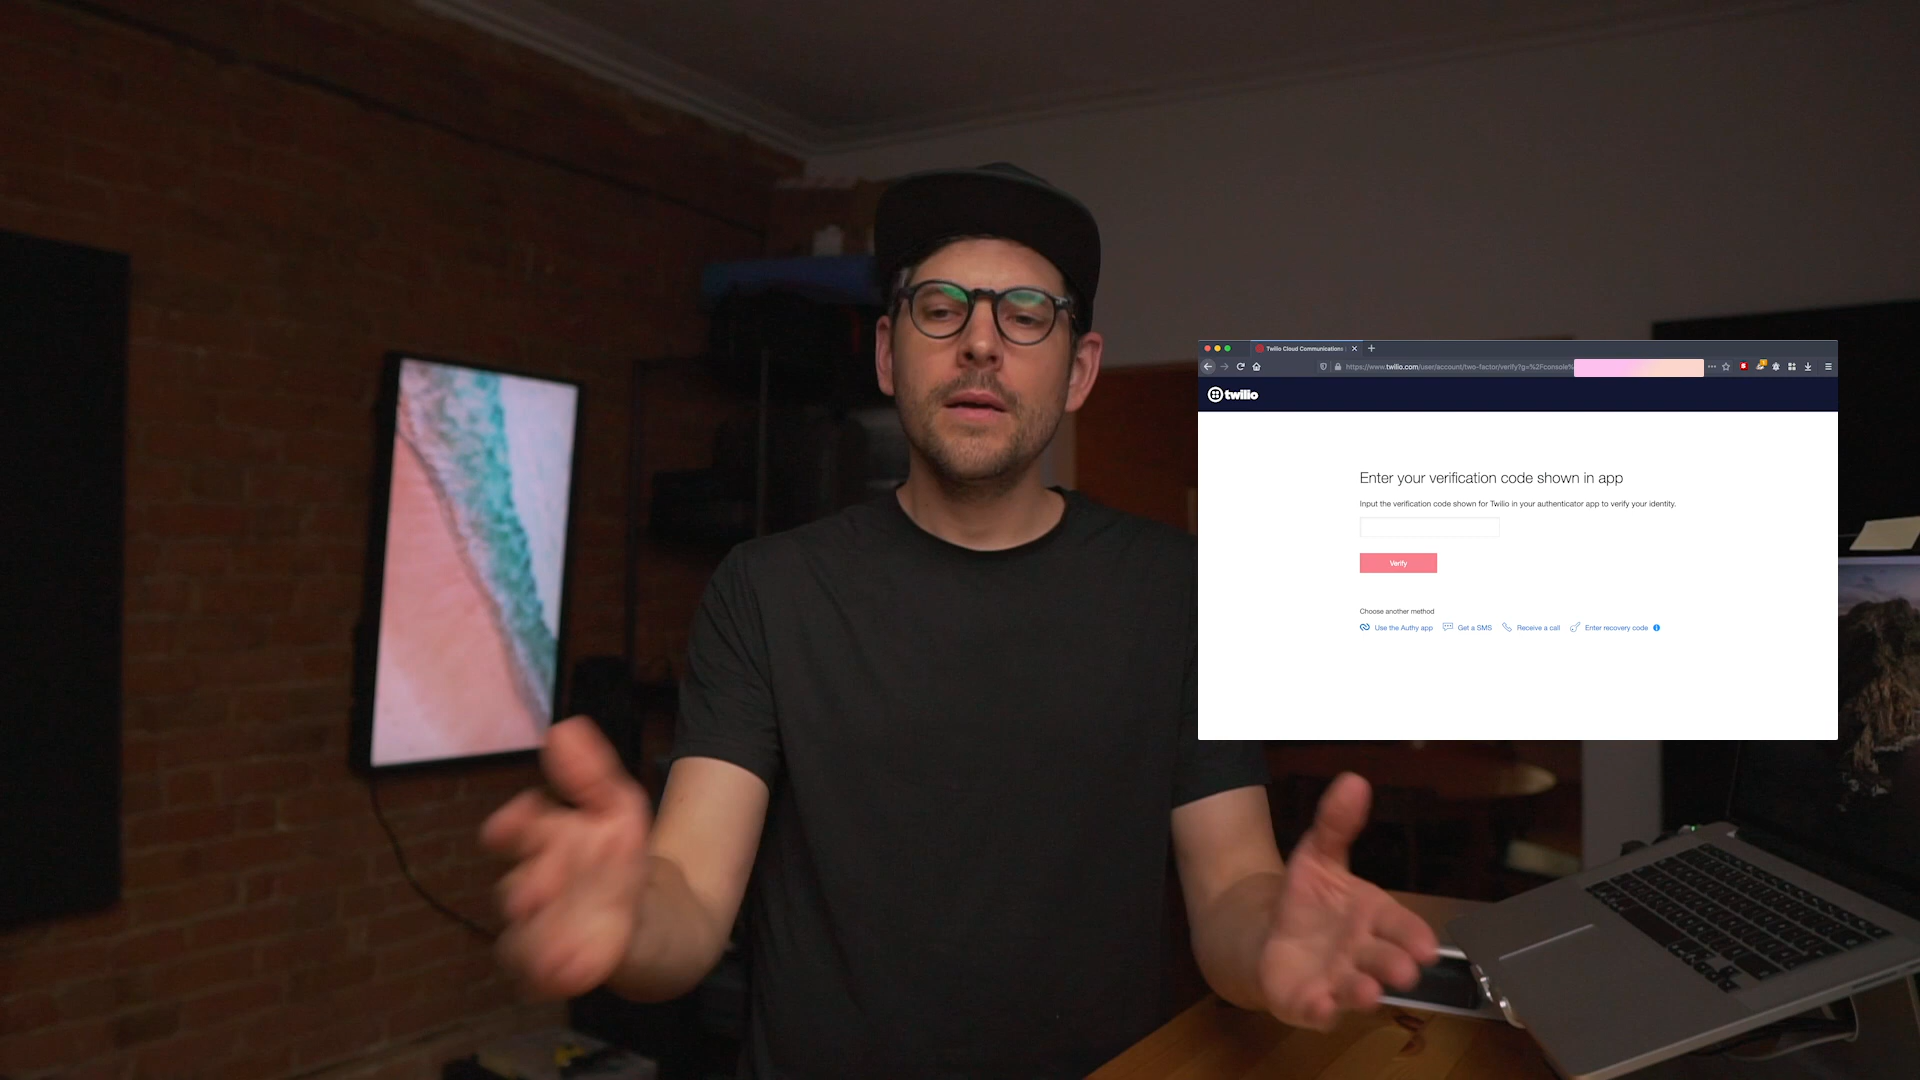 Twilio Cloud Communications
https://www.twilio.com/user/account/two-factor/verify?g=%2Fconsole%
twilio
Enter your verification code shown in app
Input the verification code shown for Twilio in your authenticator app to verify your identity.
Verify
Choose another method
Use the Authy app Get a SMS Receive a call Enter recovery code